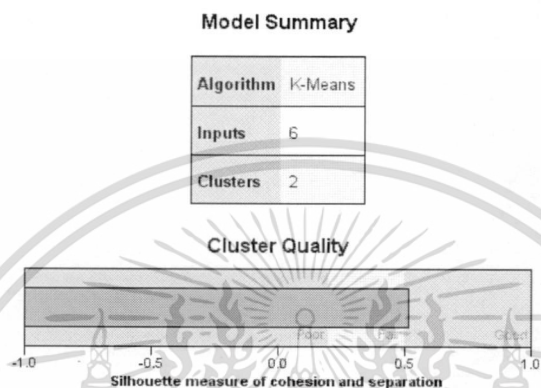 Model Summary
Algorithm K-Means
Inputs 6
Clusters 2
Cluster Quality
Poor Fair Good
-1.0 -0.5 0.0 0.5 1.0
Silhouette measure of cohesion and separation